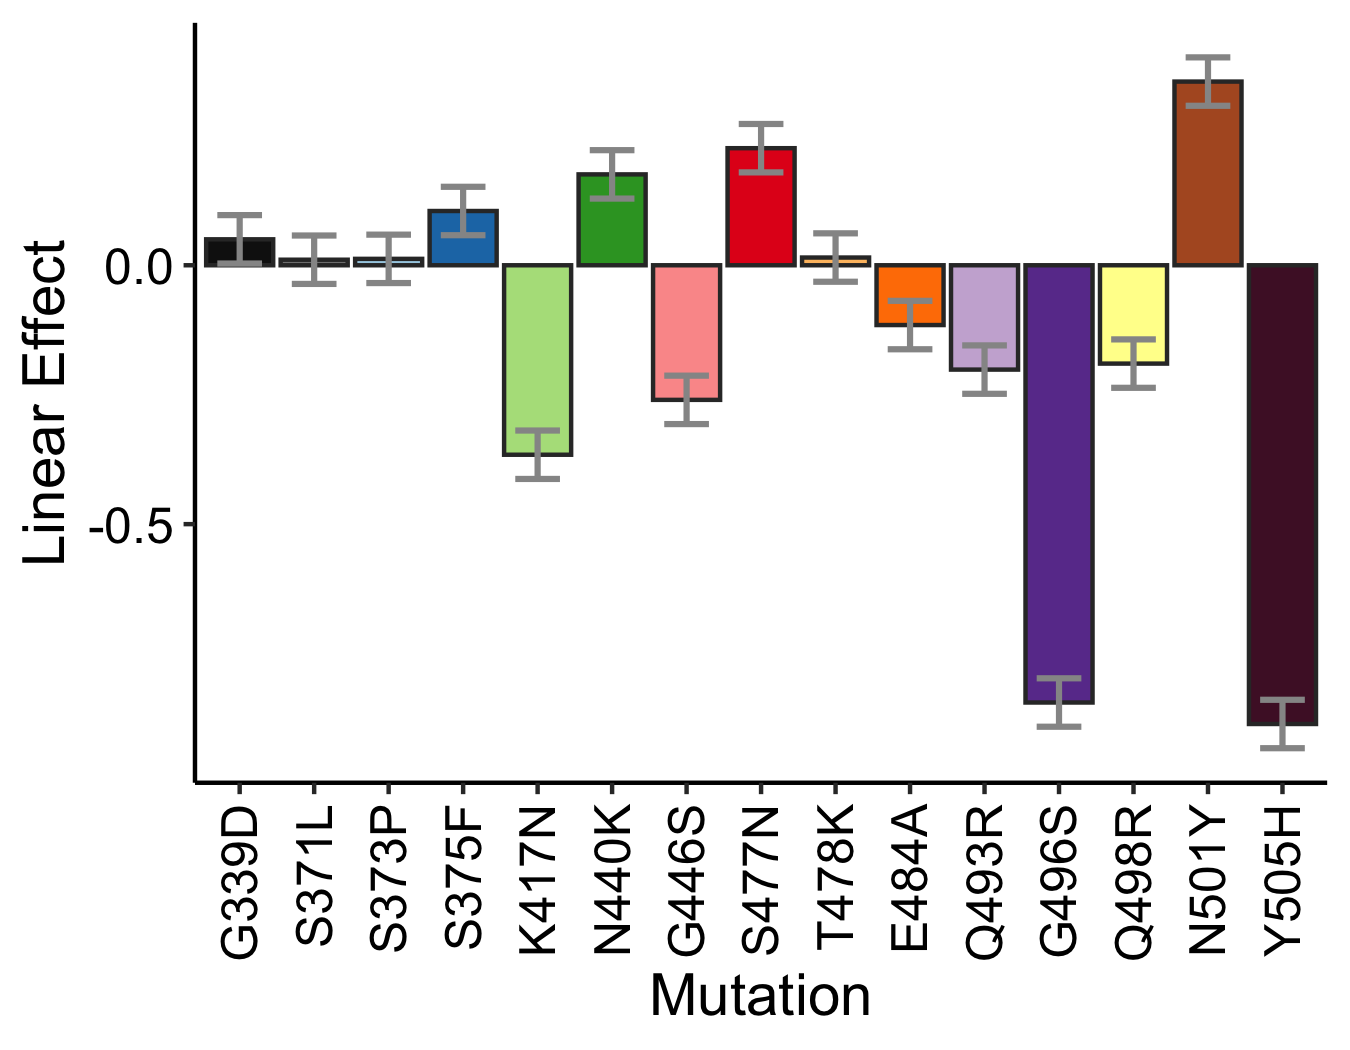 Linear Effect
0.0
-0.5
G339D
S371L
S373P
S375F
K417N
N440K
G446S
S477N
T478K
E484A
Q493R
G496S
Q498R
N501Y
Y505H
Mutation